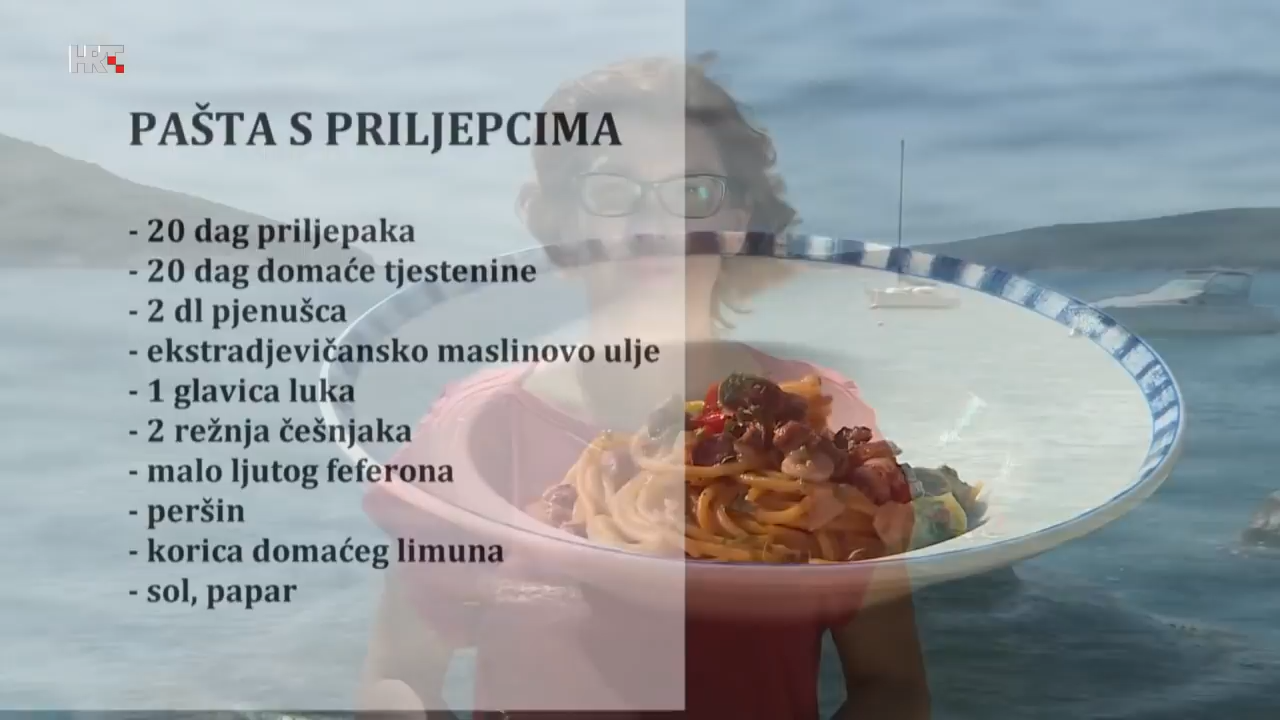 HRT
PAŠTA S PRILJEPCIMA
- 20 dag priljepaka
- 20 dag domaće tjestenine
- 2 dl pjenušca
- ekstradjevičansko maslinovo ulje
- 1 glavica luka
- 2 režnja češnjaka
- malo ljutog feferona
- peršin
- korica domaćeg limuna
- sol, papar